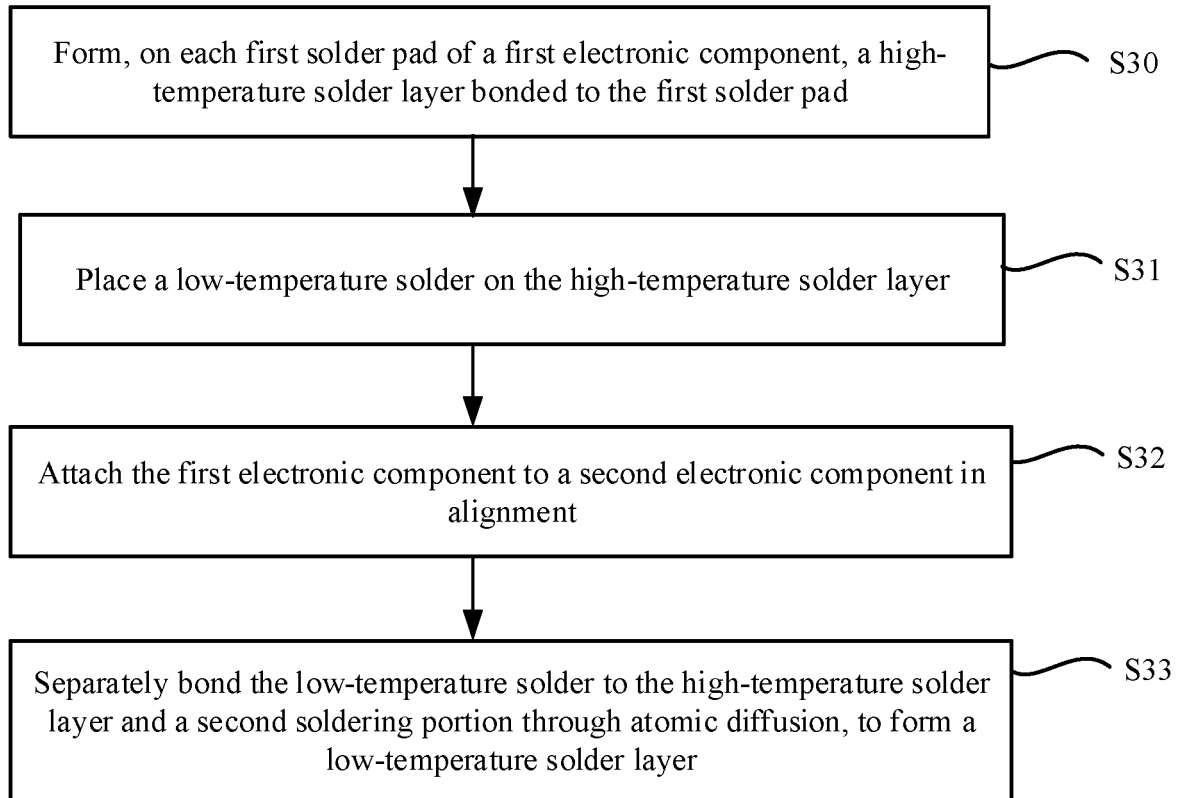 Form, on each first solder pad of a first electronic component, a high-
temperature solder layer bonded to the first solder pad
S30
Place a low-temperature solder on the high-temperature solder layer
S31
Attach the first electronic component to a second electronic component in
alignment
S32
Separately bond the low-temperature solder to the high-temperature solder
layer and a second soldering portion through atomic diffusion, to form a
low-temperature solder layer
S33